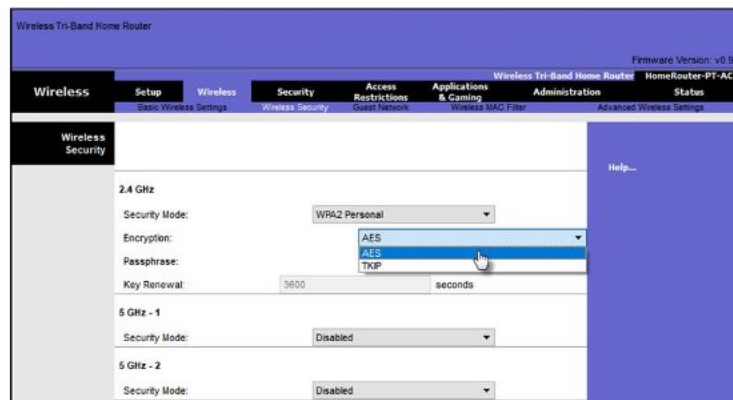 Wireless Tri-Band Home Router
Firmware Version: v0.9
Wireless Tri-Band Home Router HomeRouter-PT-AC
Wireless
Setup Wireless Security Access Restrictions Applications & Gaming Administration Status
Basic Wireless Settings Wireless Security Guest Network Wireless MAC Filter Advanced Wireless Settings
Wireless Security
Help...
2.4 GHz
Security Mode: WPA2 Personal
Encryption: AES
AES
Passphrase:
TKIP
Key Renewal: 3600 seconds
5 GHz - 1
Security Mode: Disabled
5 GHz - 2
Security Mode: Disabled